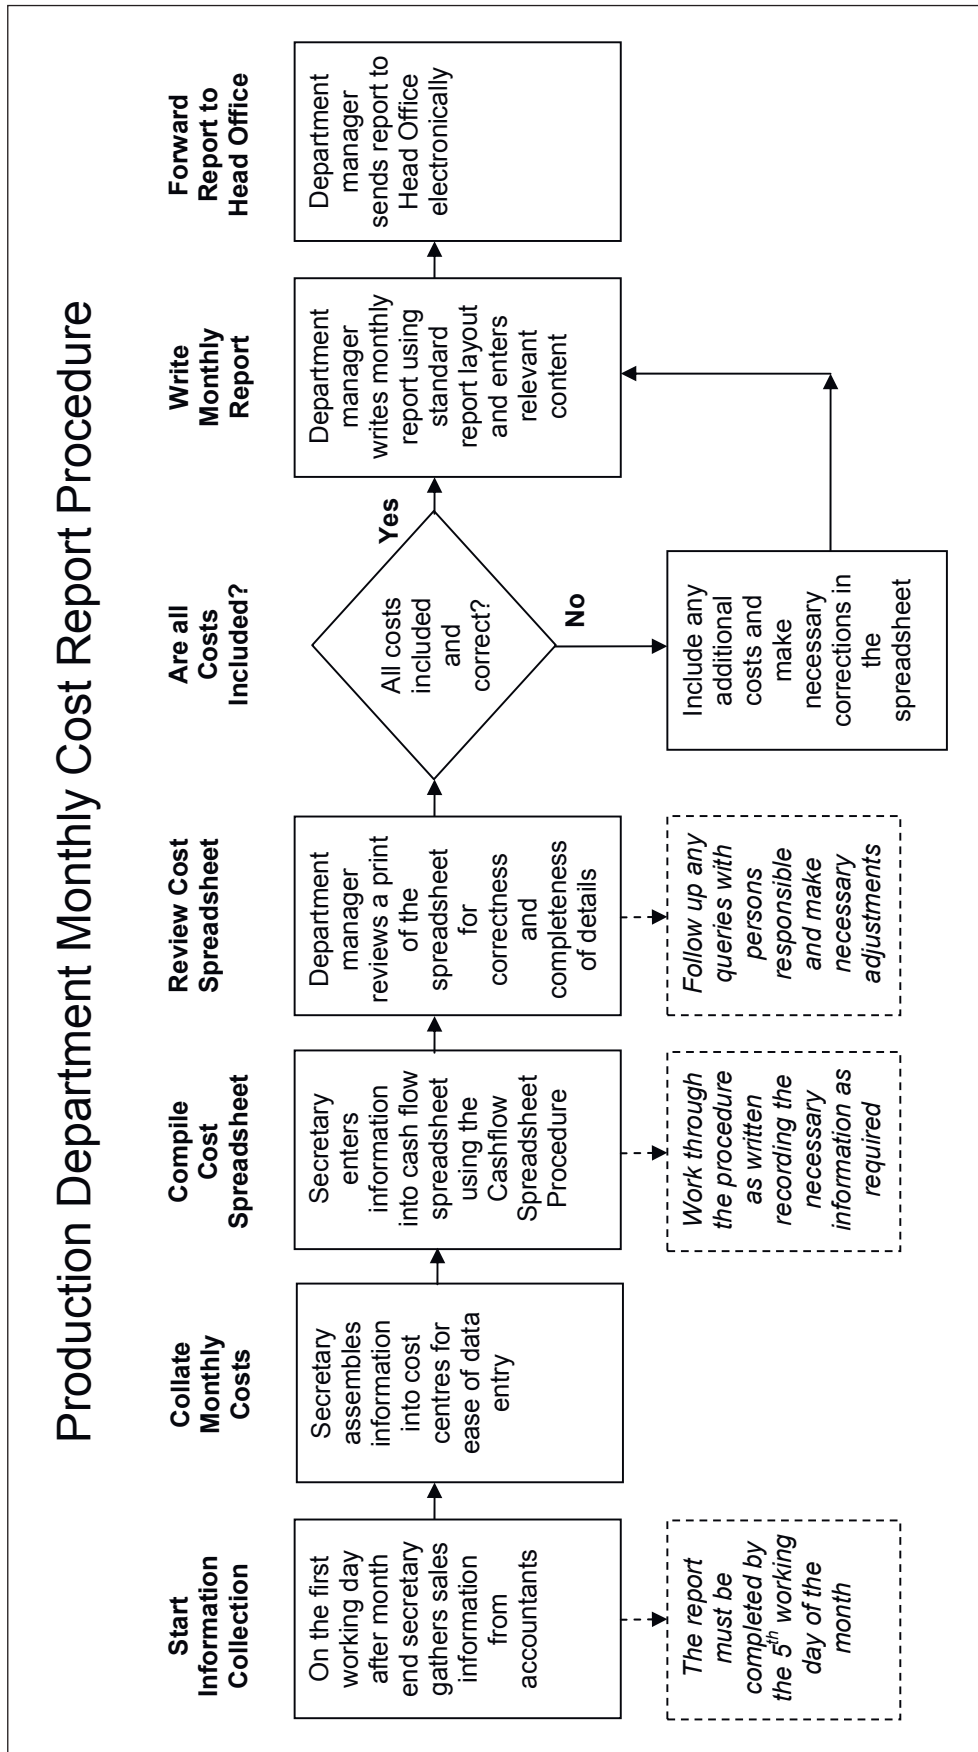 Production Department Monthly Cost Report Procedure
Start
Information
Collection
On the first
working day
after month
end secretary
gathers sales
information
from
accountants
The report
must be
completed by
the 5th working
day of the
month
Collate
Monthly
Costs
Secretary
assembles
information
into cost
centres for
ease of data
entry
Compile
Cost
Spreadsheet
Secretary
enters
information
into cash flow
spreadsheet
using the
Cashflow
Spreadsheet
Procedure
Work through
the procedure
as written
recording the
necessary
information as
required
Review Cost
Spreadsheet
Department
manager
reviews a print
of the
spreadsheet
for
correctness
and
completeness
of details
Follow up any
queries with
persons
responsible
and make
necessary
adjustments
Are all
Costs
Included?
All costs
included
and
correct?
Yes
No
Include any
additional
costs and
make
necessary
corrections in
the
spreadsheet
Write
Monthly
Report
Department
manager
writes monthly
report using
standard
report layout
and enters
relevant
content
Forward
Report to
Head Office
Department
manager
sends report to
Head Office
electronically